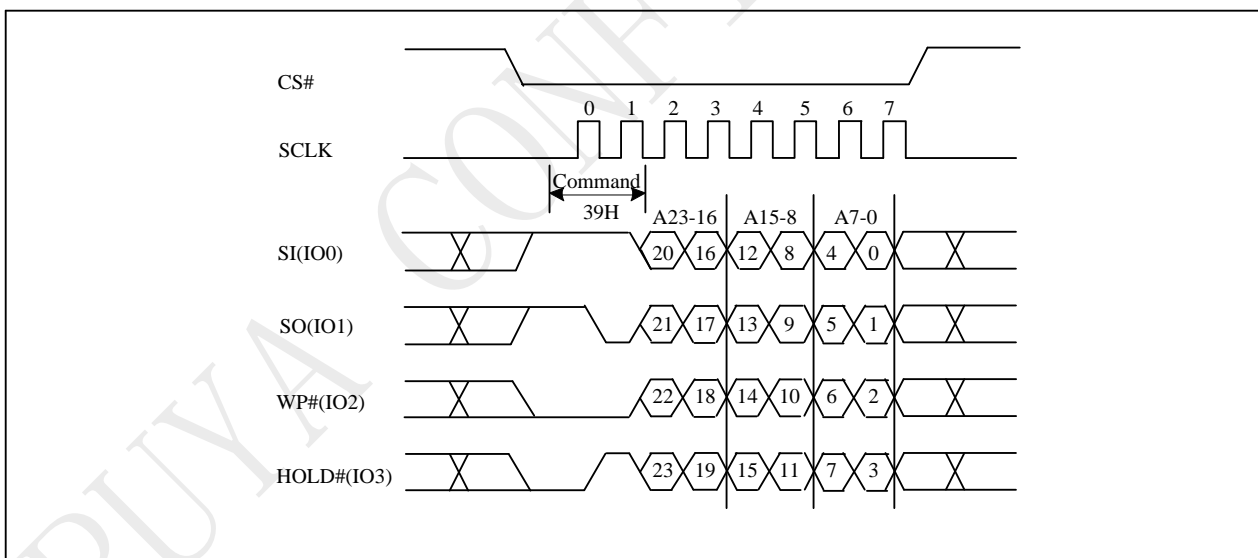 PUYA CONF
CS#
0 1 2 3 4 5 6 7
SCLK
Command
39H
A23-16 A15-8 A7-0
SI(IO0) 20 16 12 8 4 0
SO(IO1) 21 17 13 9 5 1
WP#(IO2) 22 18 14 10 6 2
HOLD#(IO3) 23 19 15 11 7 3